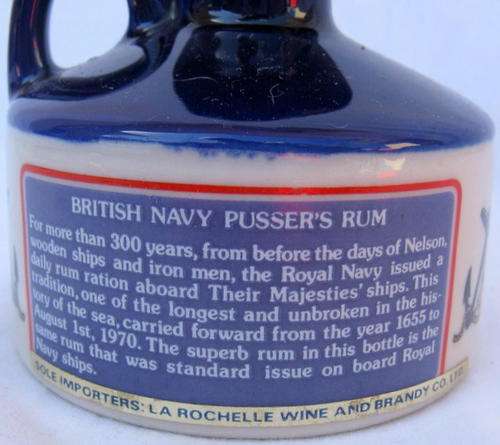 BRITISH NAVY PUSSER'S RUM
For more than 300 years, from before the days of Nelson,
wooden ships and iron men, the Royal Navy issued a
daily rum ration aboard Their Majesties' ships. This
tradition, one of the longest and unbroken in the his-
tory of the sea, carried forward from the year 1655 to
August 1st, 1970. The superb rum in this bottle is the
same rum that was standard issue on board Royal
Navy ships.
SOLE IMPORTERS: LA ROCHELLE WINE AND BRANDY CO. LTD.